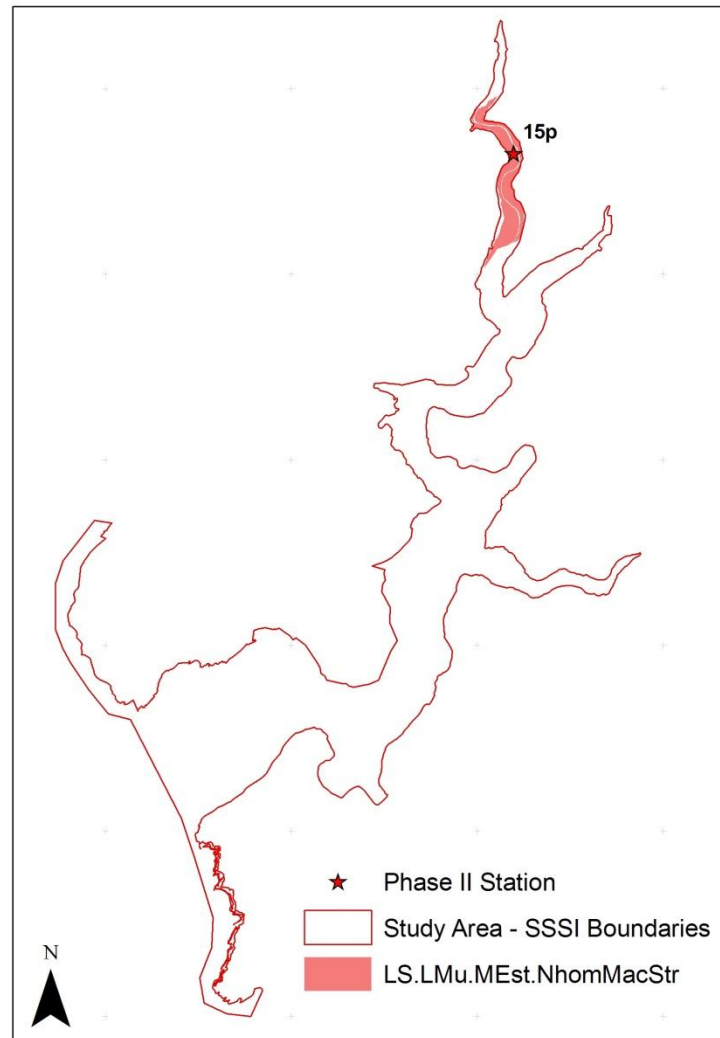 15p
Phase II Station
Study Area - SSSI Boundaries
LS.LMu.MEst.NhomMacStr
N